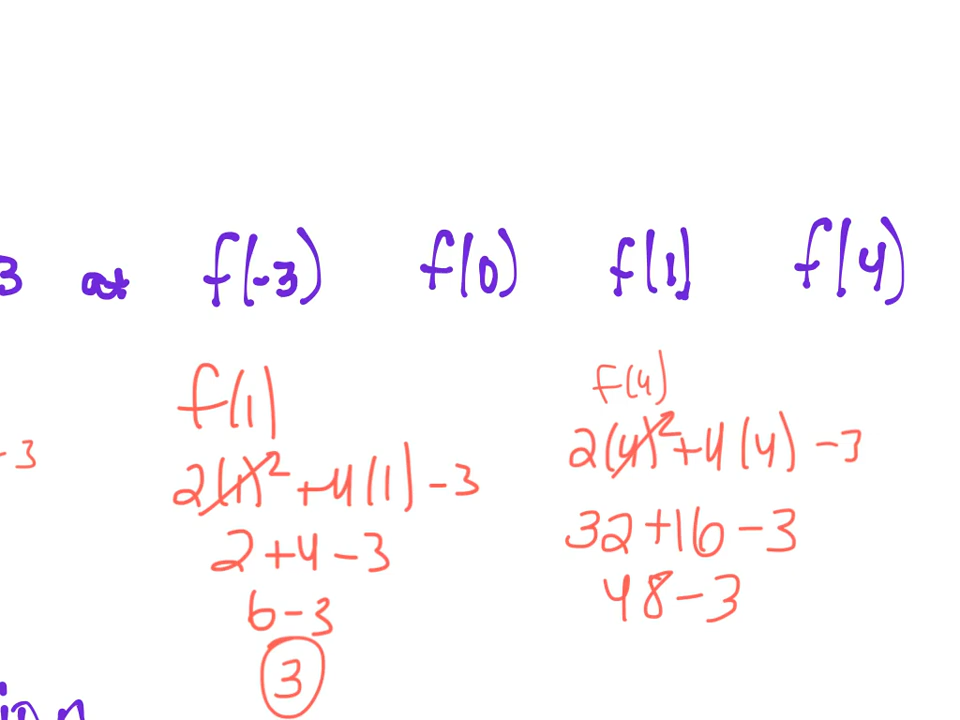 3 at f(-3) f(0) f(1) f(4)
f(1)
2(1)² + 4(1) - 3
2 + 4 - 3
6 - 3
3
f(4)
2(4)² + 4(4) - 3
32 + 16 - 3
48 - 3
- 3